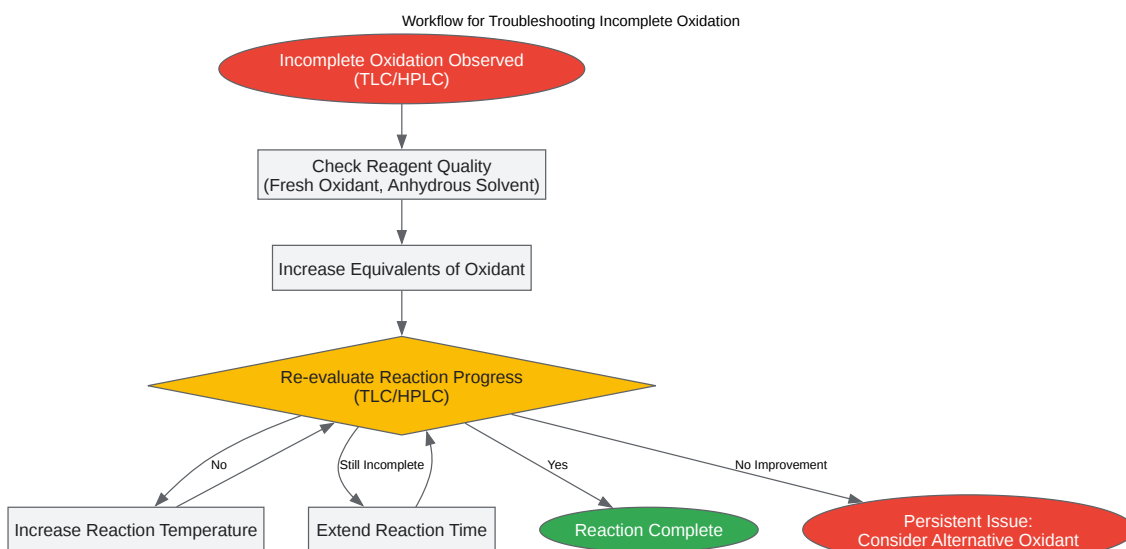 Workflow for Troubleshooting Incomplete Oxidation
Incomplete Oxidation Observed
(TLC/HPLC)
Check Reagent Quality
(Fresh Oxidant, Anhydrous Solvent)
Increase Equivalents of Oxidant
Re-evaluate Reaction Progress
(TLC/HPLC)
No
Still Incomplete
Yes
No Improvement
Increase Reaction Temperature
Extend Reaction Time
Reaction Complete
Persistent Issue:
Consider Alternative Oxidant